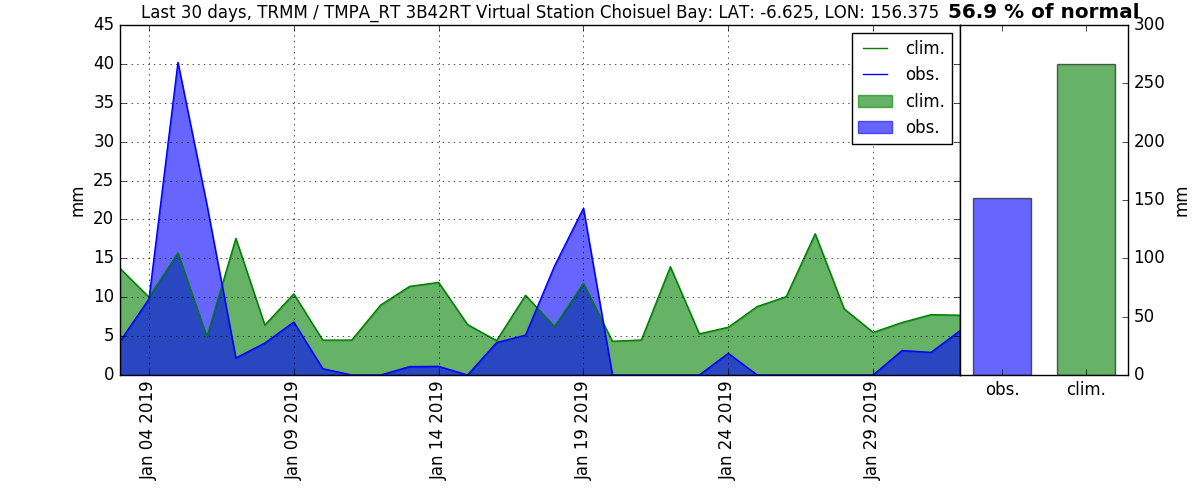 Last 30 days, TRMM / TMPA_RT 3B42RT Virtual Station Choisuel Bay: LAT: -6.625, LON: 156.375
56.9 % of normal
45
40
35
30
25
20
15
10
5
0
mm
clim.
obs.
clim.
obs.
Jan 04 2019
Jan 09 2019
Jan 14 2019
Jan 19 2019
Jan 24 2019
Jan 29 2019
300
250
200
150
100
50
0
mm
obs.
clim.